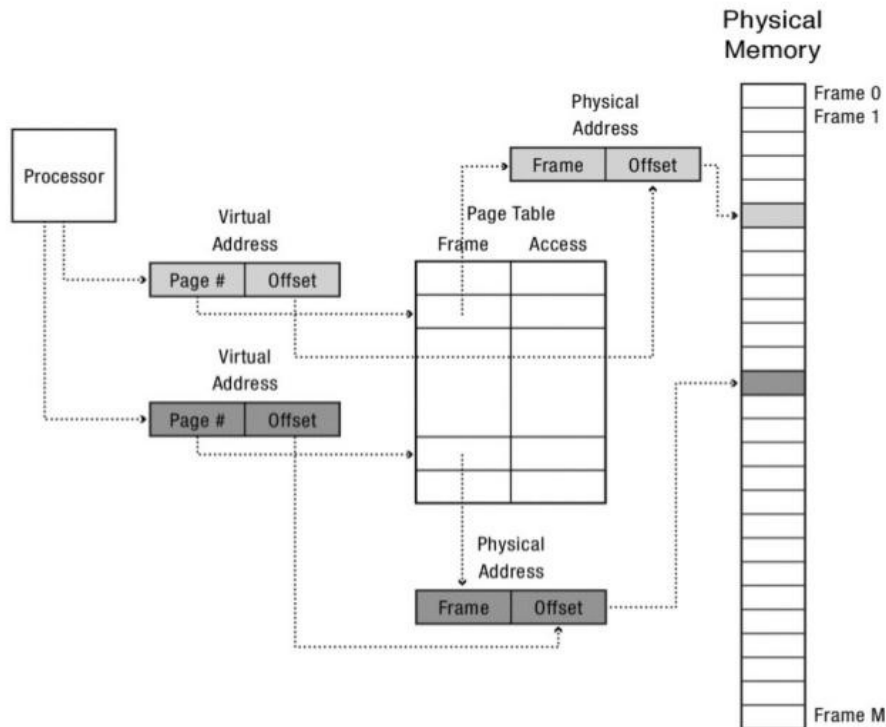 Physical
Memory
Frame 0
Frame 1
Physical
Address
Frame Offset
Processor
Virtual
Address
Page # Offset
Page Table
Frame Access
Virtual
Address
Page # Offset
Physical
Address
Frame Offset
Frame M